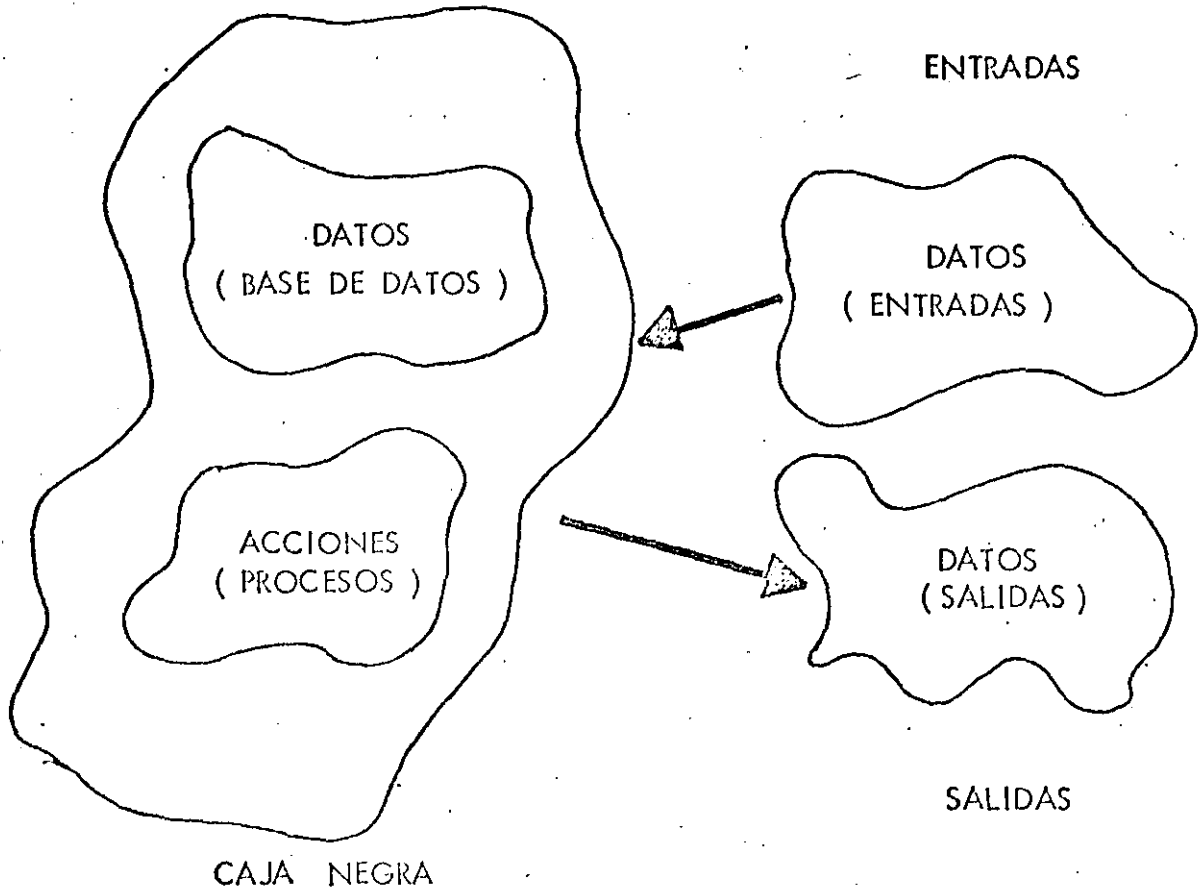 ENTRADAS
DATOS
( BASE DE DATOS )
DATOS
( ENTRADAS )
ACCIONES
( PROCESOS )
DATOS
( SALIDAS )
SALIDAS
CAJA NEGRA